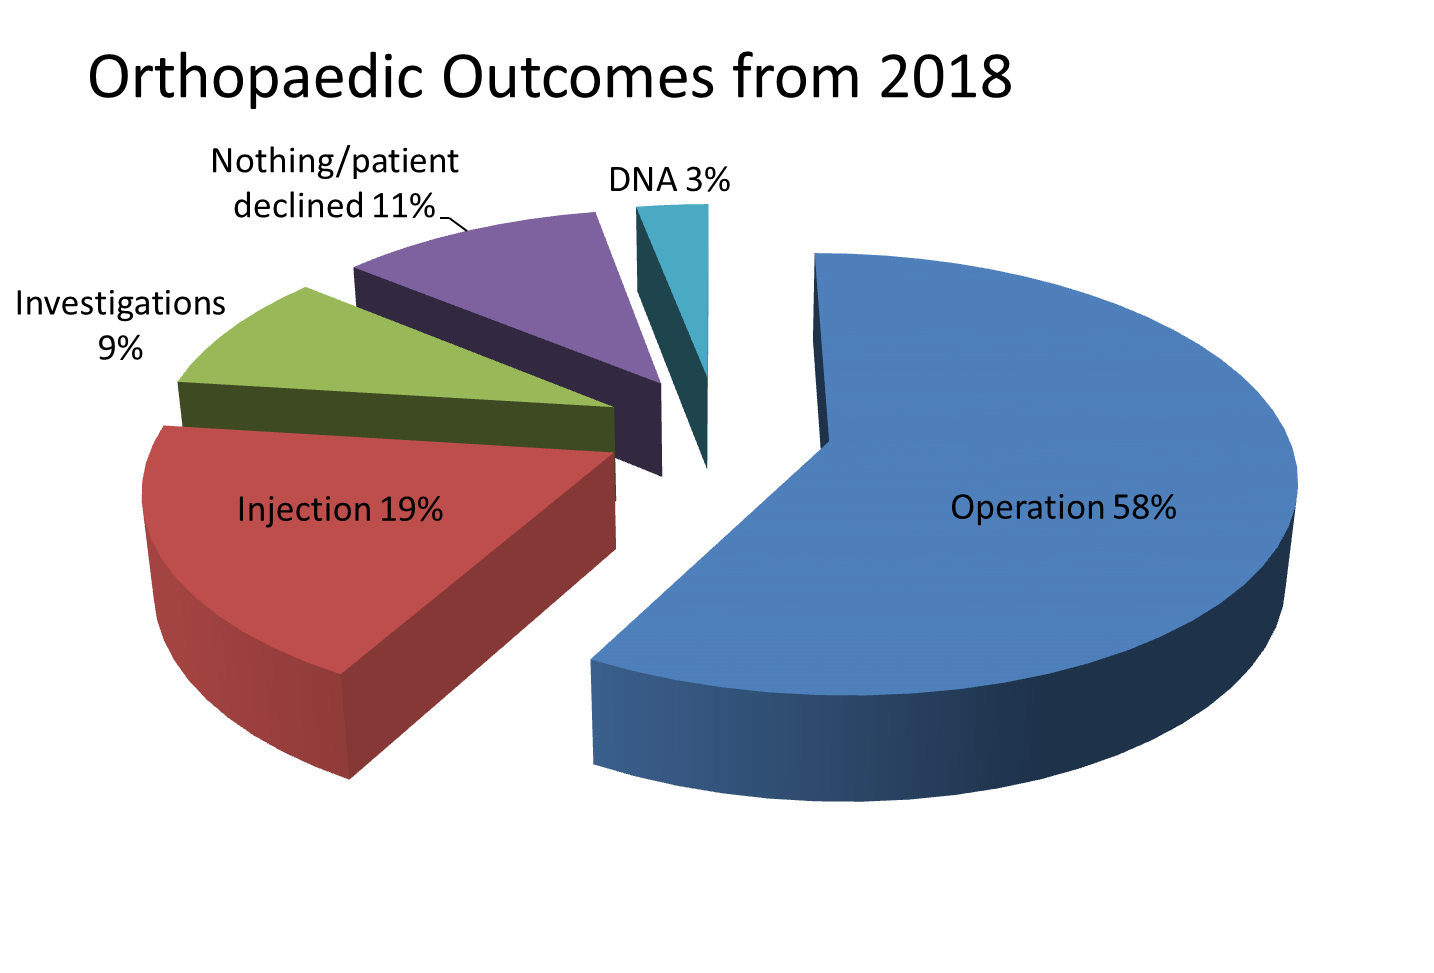 Orthopaedic Outcomes from 2018
Nothing/patient
declined 11%
DNA 3%
Investigations
9%
Injection 19%
Operation 58%